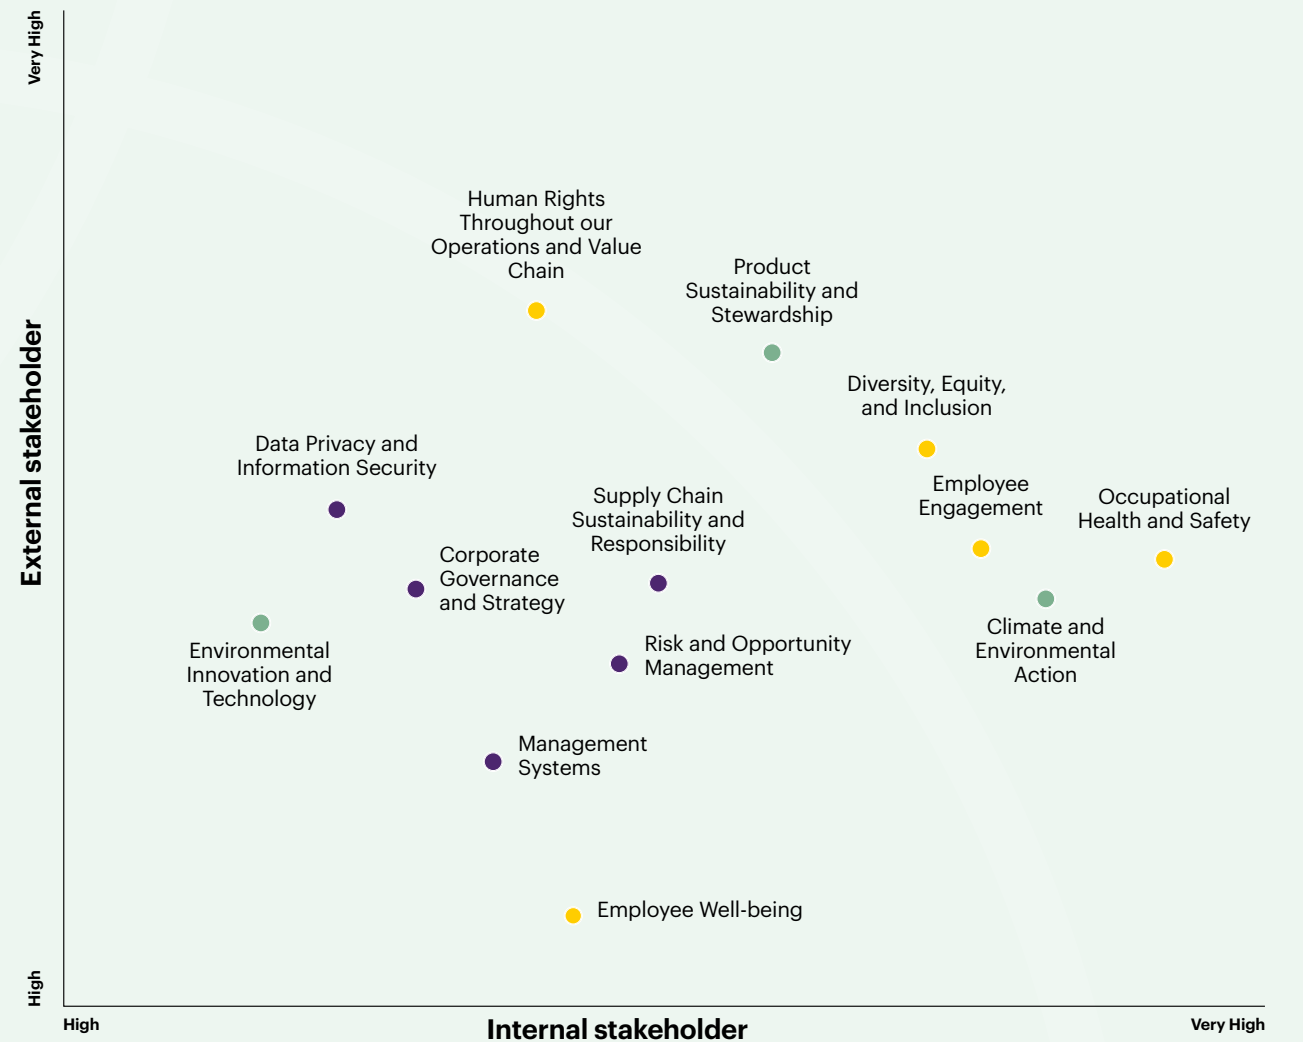 Very High
External stakeholder
High
Human Rights
Throughout our
Operations and Value
Chain
Product
Sustainability and
Stewardship
Diversity, Equity,
and Inclusion
Data Privacy and
Information Security
Employee
Engagement
Occupational
Health and Safety
Supply Chain
Sustainability and
Responsibility
Corporate
Governance
and Strategy
Climate and
Environmental
Action
Environmental
Innovation and
Technology
Risk and Opportunity
Management
Management
Systems
Employee Well-being
High
Internal stakeholder
Very High